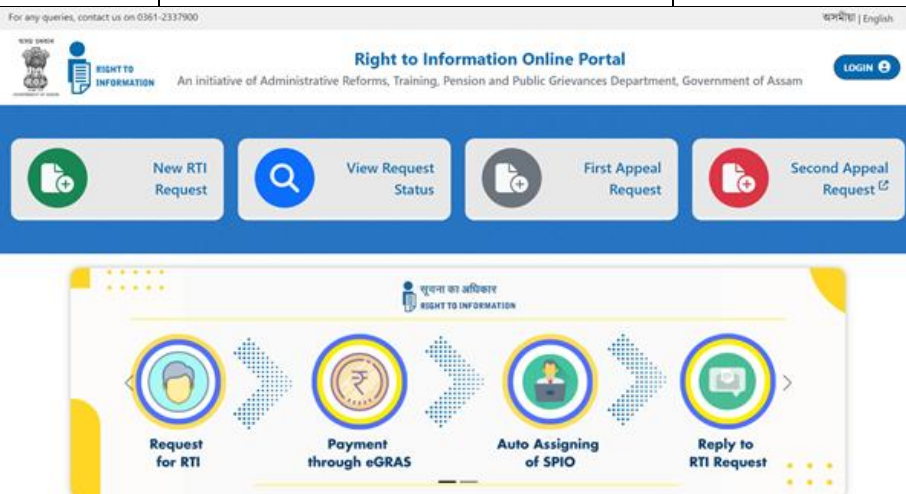 For any queries, contact us on 0361-2337900
অসমীয়া | English
RIGHT TO
INFORMATION
Right to Information Online Portal
An initiative of Administrative Reforms, Training, Pension and Public Grievances Department, Government of Assam
LOGIN
New RTI
Request
View Request
Status
First Appeal
Request
Second Appeal
Request
सूचना का अधिकार
RIGHT TO INFORMATION
Request
for RTI
Payment
through eGRAS
Auto Assigning
of SPIO
Reply to
RTI Request